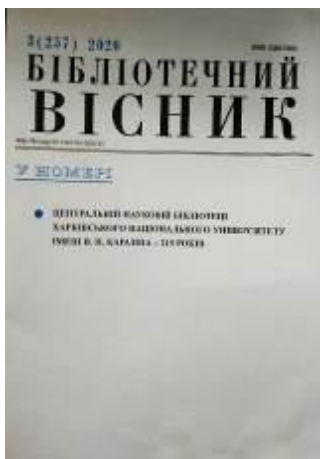 3(257) 2020
БІБЛІОТЕЧНИЙ
ВІСНИК
У НОМЕРІ
ЦЕНТРАЛЬНІЙ НАУКОВІЙ БІБЛІОТЕЦІ
ХАРКІВСЬКОГО НАЦІОНАЛЬНОГО УНІВЕРСИТЕТУ
ІМЕНІ В. Н. КАРАЗІНА – 215 РОКІВ